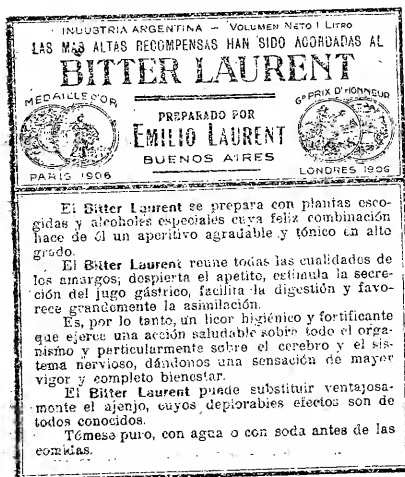 INDUSTRIA ARGENTINA – VOLUMEN NETO 1 LITRO
LAS MAS ALTAS RECOMPENSAS HAN SIDO ACORDADAS AL
BITTER LAURENT
MEDAILLE D'OR
PARIS 1906
PREPARADO POR
EMILIO LAURENT
BUENOS AIRES
Gd PRIX D'HONNEUR
LONDRES 1906
El Bitter Laurent se prepara con plantas esco-
gidas y alcoholes especiales cuya feliz combinación
hace de él un aperitivo agradable y tónico en alto
grado.
El Bitter Laurent reune todas las cualidades de
los amargos; despierta el apetito, estimula la secre-
ción del jugo gástrico, facilita la digestión y favo-
rece grandemente la asimilación.
Es, por lo tanto, un licor higiénico y fortificante
que ejerce una acción saludable sobre todo el orga-
nismo y particularmente sobre el cerebro y el sis-
tema nervioso, dándonos una sensación de mayor
vigor y completo bienestar.
El Bitter Laurent puede substituir ventajosa-
monte el ajenjo, cuyos deplorables efectos son de
todos conocidos.
Tómese puro, con agua o con soda antes de las
comidas.